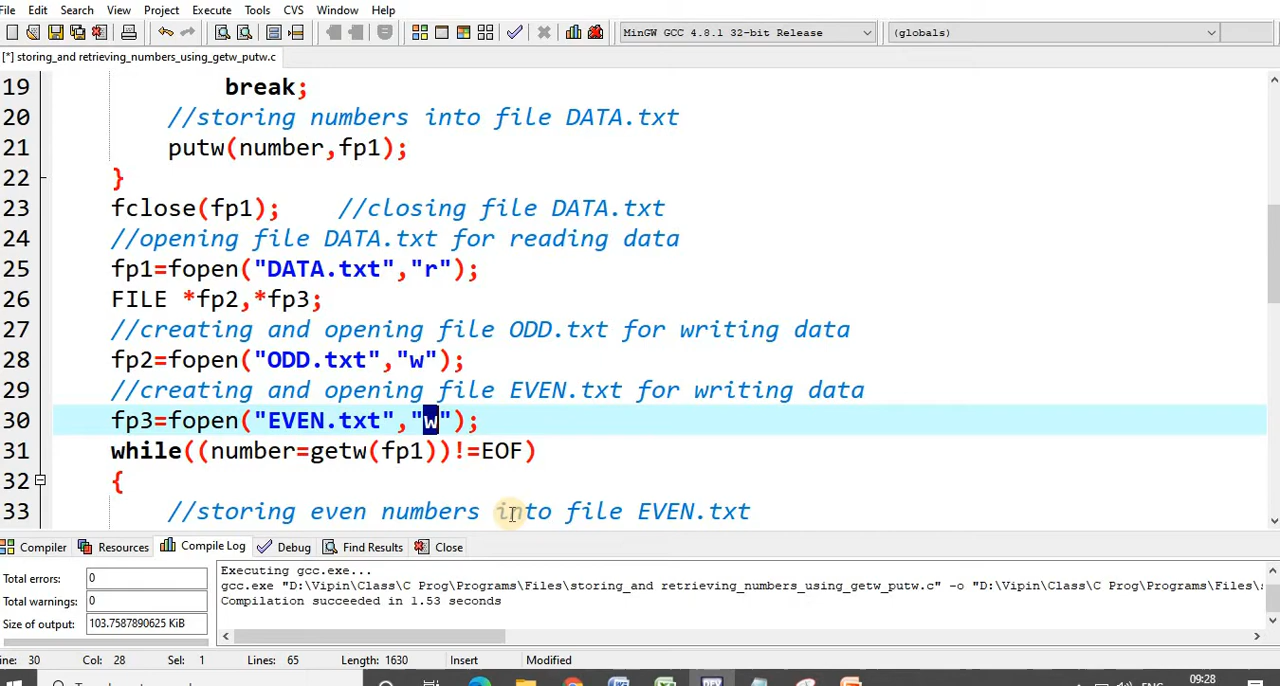 File Edit Search View Project Execute Tools CVS Window Help
MinGW GCC 4.8.1 32-bit Release (globals)
[*] storing_and retrieving_numbers_using_getw_putw.c
19 break;
20 //storing numbers into file DATA.txt
21 putw(number,fp1);
22 }
23 fclose(fp1); //closing file DATA.txt
24 //opening file DATA.txt for reading data
25 fp1=fopen("DATA.txt","r");
26 FILE *fp2,*fp3;
27 //creating and opening file ODD.txt for writing data
28 fp2=fopen("ODD.txt","w");
29 //creating and opening file EVEN.txt for writing data
30 fp3=fopen("EVEN.txt","w");
31 while((number=getw(fp1))!=EOF)
32 {
33 //storing even numbers into file EVEN.txt
Compiler Resources Compile Log Debug Find Results Close
Total errors: 0
Total warnings: 0
Size of output: 103.7587890625 KiB
Executing gcc.exe...
gcc.exe "D:\Vipin\Class\C Prog\Programs\Files\storing_and retrieving_numbers_using_getw_putw.c" -o "D:\Vipin\Class\C Prog\Programs\Files\
Compilation succeeded in 1.53 seconds
ine: 30 Col: 28 Sel: 1 Lines: 65 Length: 1630 Insert Modified
09:28